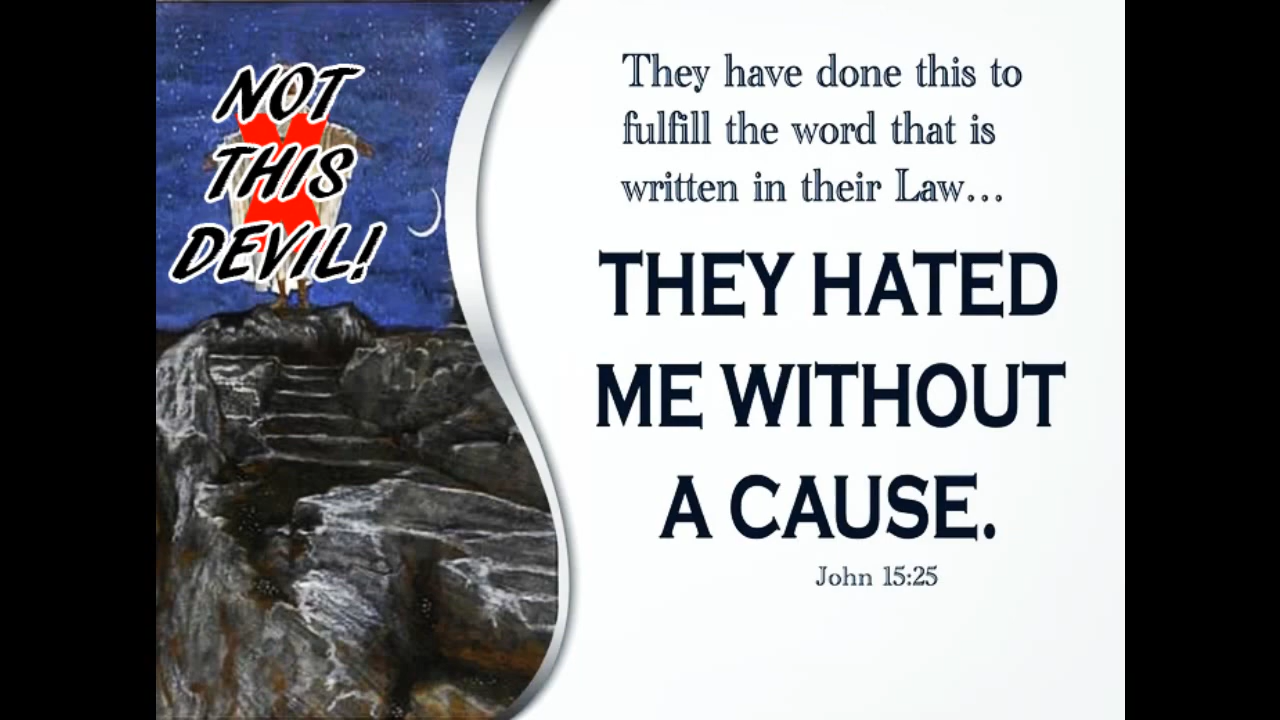 NOT
THIS
DEVIL!
They have done this to
fulfill the word that is
written in their Law...
THEY HATED
ME WITHOUT
A CAUSE.
John 15:25